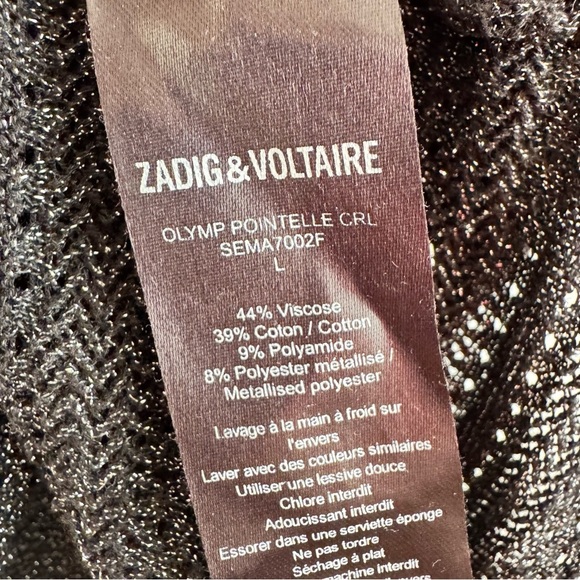 ZADIG&VOLTAIRE
OLYMP POINTELLE CRL
SEMA7002F
L
44% Viscose
39% Coton / Cotton
9% Polyamide
8% Polyester métallisé /
Metallised polyester
Lavage à la main à froid sur
l'envers
Laver avec des couleurs similaires
Utiliser une lessive douce
Chlore interdit
Adoucissant interdit
Essorer dans une serviette éponge
Ne pas tordre
Séchage à plat
machine interdit